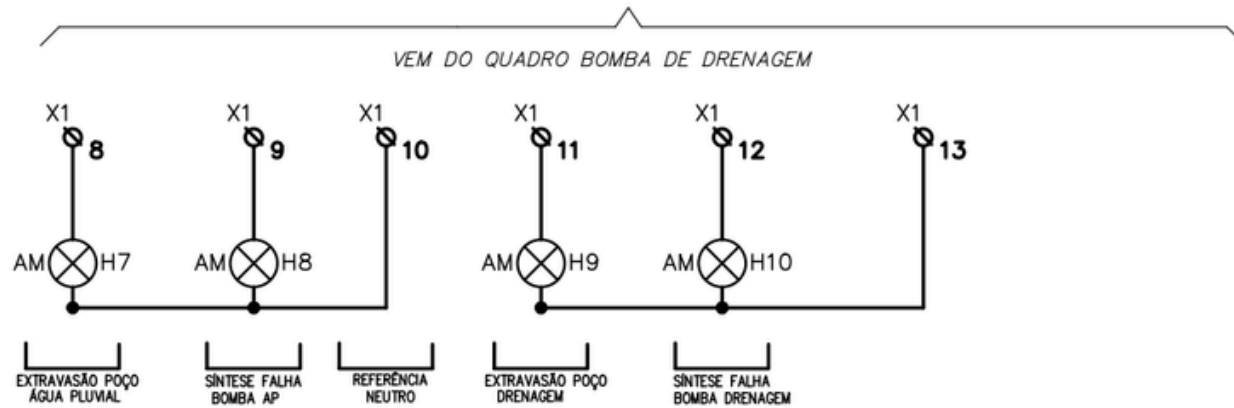 VEM DO QUADRO BOMBA DE DRENAGEM
X1 X1 X1 X1 X1 X1
8 9 10 11 12 13
AM H7 AM H8 AM H9 AM H10
EXTRAVASÃO POÇO
ÁGUA PLUVIAL
SÍNTESE FALHA
BOMBA AP
REFERÊNCIA
NEUTRO
EXTRAVASÃO POÇO
DRENAGEM
SÍNTESE FALHA
BOMBA DRENAGEM